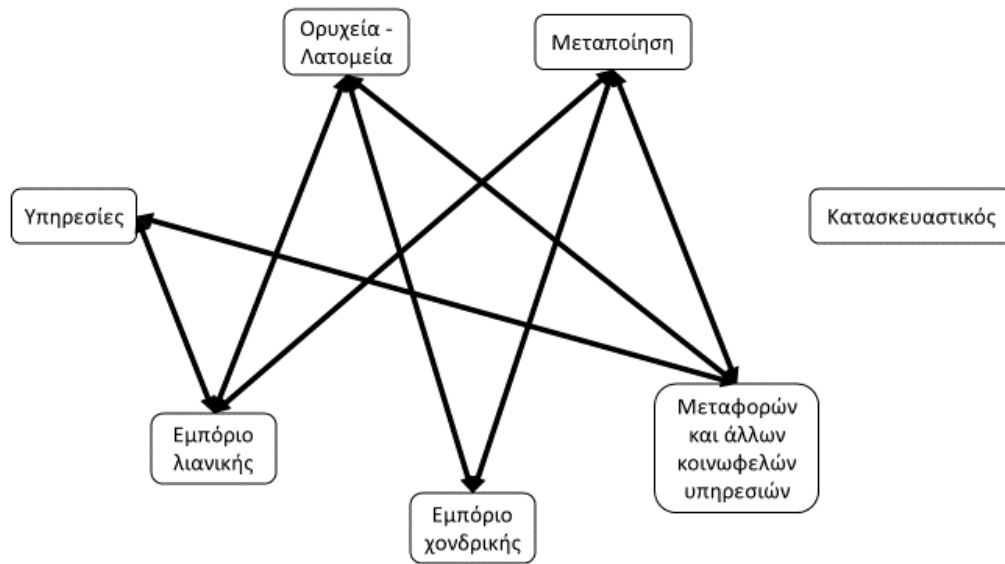 Ορυχεία -
Λατομεία
Μεταποίηση
Υπηρεσίες
Κατασκευαστικός
Εμπόριο
λιανικής
Μεταφορών
και άλλων
κοινωφελών
υπηρεσιών
Εμπόριο
χονδρικής